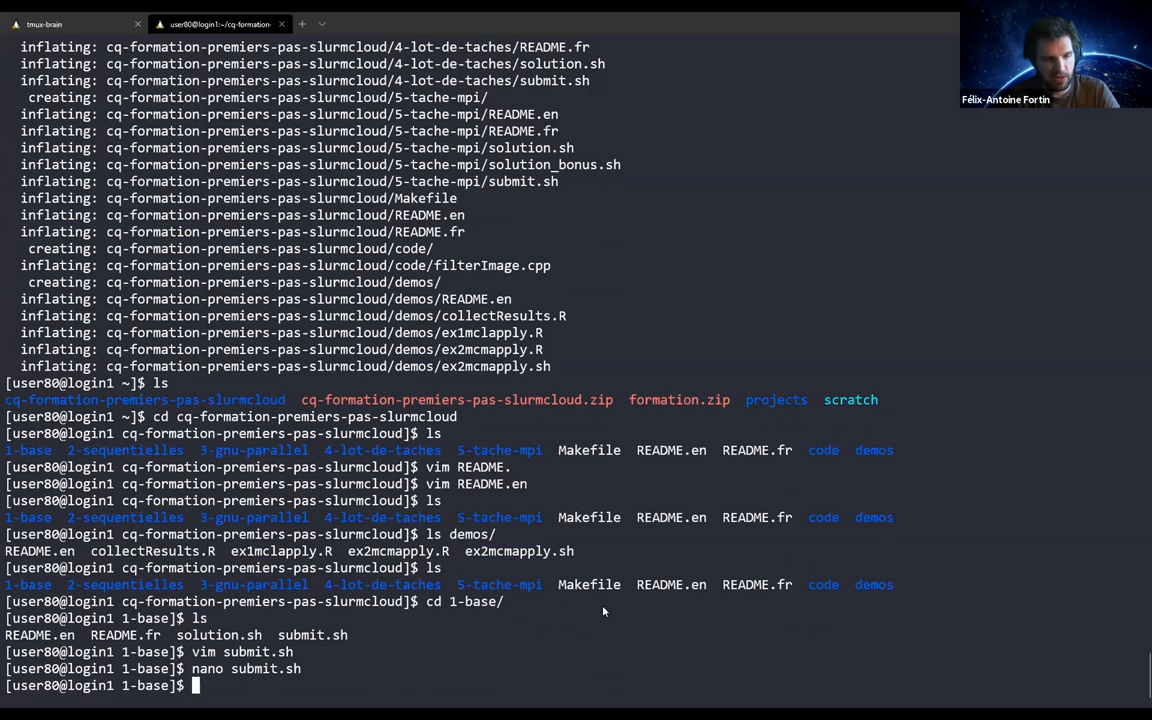 tmux-brain
user80@login1:~/cq-formation-
inflating: cq-formation-premiers-pas-slurmcloud/4-lot-de-taches/README.fr
inflating: cq-formation-premiers-pas-slurmcloud/4-lot-de-taches/solution.sh
inflating: cq-formation-premiers-pas-slurmcloud/4-lot-de-taches/submit.sh
creating: cq-formation-premiers-pas-slurmcloud/5-tache-mpi/
inflating: cq-formation-premiers-pas-slurmcloud/5-tache-mpi/README.en
inflating: cq-formation-premiers-pas-slurmcloud/5-tache-mpi/README.fr
inflating: cq-formation-premiers-pas-slurmcloud/5-tache-mpi/solution.sh
inflating: cq-formation-premiers-pas-slurmcloud/5-tache-mpi/solution_bonus.sh
inflating: cq-formation-premiers-pas-slurmcloud/5-tache-mpi/submit.sh
inflating: cq-formation-premiers-pas-slurmcloud/Makefile
inflating: cq-formation-premiers-pas-slurmcloud/README.en
inflating: cq-formation-premiers-pas-slurmcloud/README.fr
creating: cq-formation-premiers-pas-slurmcloud/code/
inflating: cq-formation-premiers-pas-slurmcloud/code/filterImage.cpp
creating: cq-formation-premiers-pas-slurmcloud/demos/
inflating: cq-formation-premiers-pas-slurmcloud/demos/README.en
inflating: cq-formation-premiers-pas-slurmcloud/demos/collectResults.R
inflating: cq-formation-premiers-pas-slurmcloud/demos/ex1mclapply.R
inflating: cq-formation-premiers-pas-slurmcloud/demos/ex2mcmapply.R
inflating: cq-formation-premiers-pas-slurmcloud/demos/ex2mcmapply.sh
[user80@login1 ~]$ ls
cq-formation-premiers-pas-slurmcloud  cq-formation-premiers-pas-slurmcloud.zip  formation.zip  projects  scratch
[user80@login1 ~]$ cd cq-formation-premiers-pas-slurmcloud
[user80@login1 cq-formation-premiers-pas-slurmcloud]$ ls
1-base  2-sequentielles  3-gnu-parallel  4-lot-de-taches  5-tache-mpi  Makefile  README.en  README.fr  code  demos
[user80@login1 cq-formation-premiers-pas-slurmcloud]$ vim README.
[user80@login1 cq-formation-premiers-pas-slurmcloud]$ vim README.en
[user80@login1 cq-formation-premiers-pas-slurmcloud]$ ls
1-base  2-sequentielles  3-gnu-parallel  4-lot-de-taches  5-tache-mpi  Makefile  README.en  README.fr  code  demos
[user80@login1 cq-formation-premiers-pas-slurmcloud]$ ls demos/
README.en  collectResults.R  ex1mclapply.R  ex2mcmapply.R  ex2mcmapply.sh
[user80@login1 cq-formation-premiers-pas-slurmcloud]$ ls
1-base  2-sequentielles  3-gnu-parallel  4-lot-de-taches  5-tache-mpi  Makefile  README.en  README.fr  code  demos
[user80@login1 cq-formation-premiers-pas-slurmcloud]$ cd 1-base/
[user80@login1 1-base]$ ls
README.en  README.fr  solution.sh  submit.sh
[user80@login1 1-base]$ vim submit.sh
[user80@login1 1-base]$ nano submit.sh
[user80@login1 1-base]$
Félix-Antoine Fortin